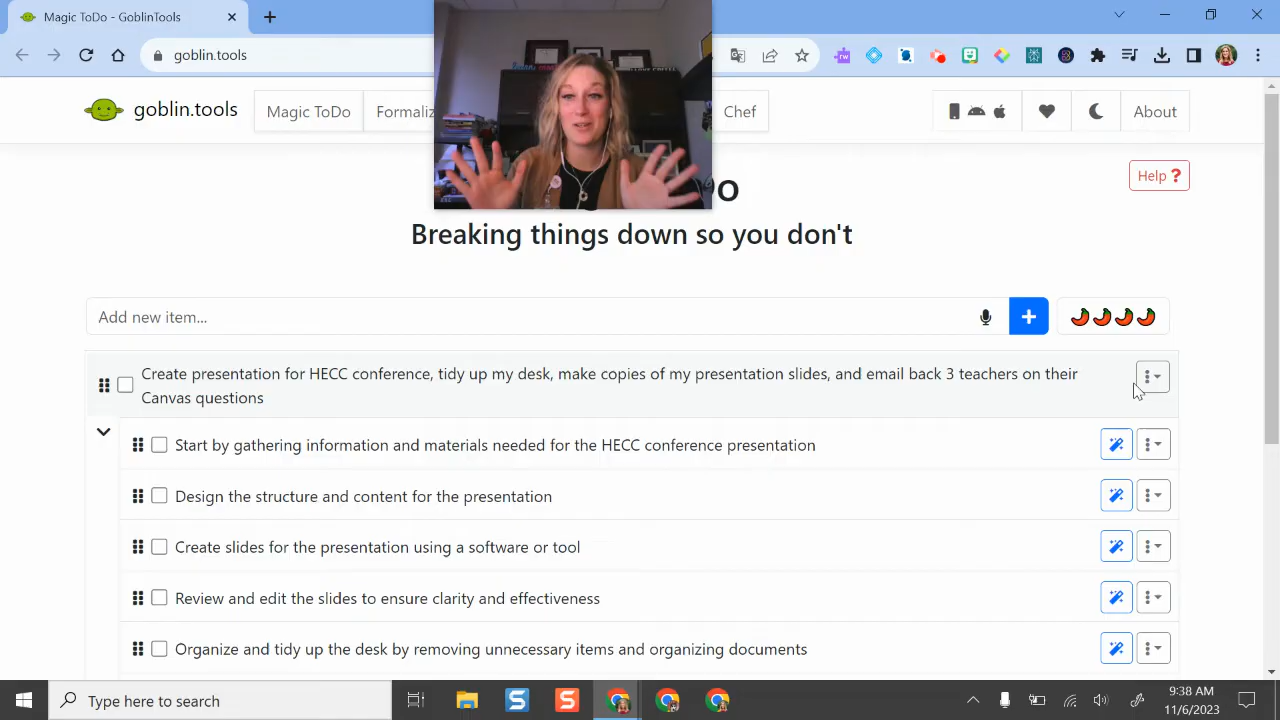 Magic ToDo - GoblinTools
goblin.tools
goblin.tools
Magic ToDo
Formaliz
Chef
About
Help ?
Breaking things down so you don't
Add new item...
Create presentation for HECC conference, tidy up my desk, make copies of my presentation slides, and email back 3 teachers on their
Canvas questions
Start by gathering information and materials needed for the HECC conference presentation
Design the structure and content for the presentation
Create slides for the presentation using a software or tool
Review and edit the slides to ensure clarity and effectiveness
Organize and tidy up the desk by removing unnecessary items and organizing documents
Type here to search
9:38 AM
11/6/2023